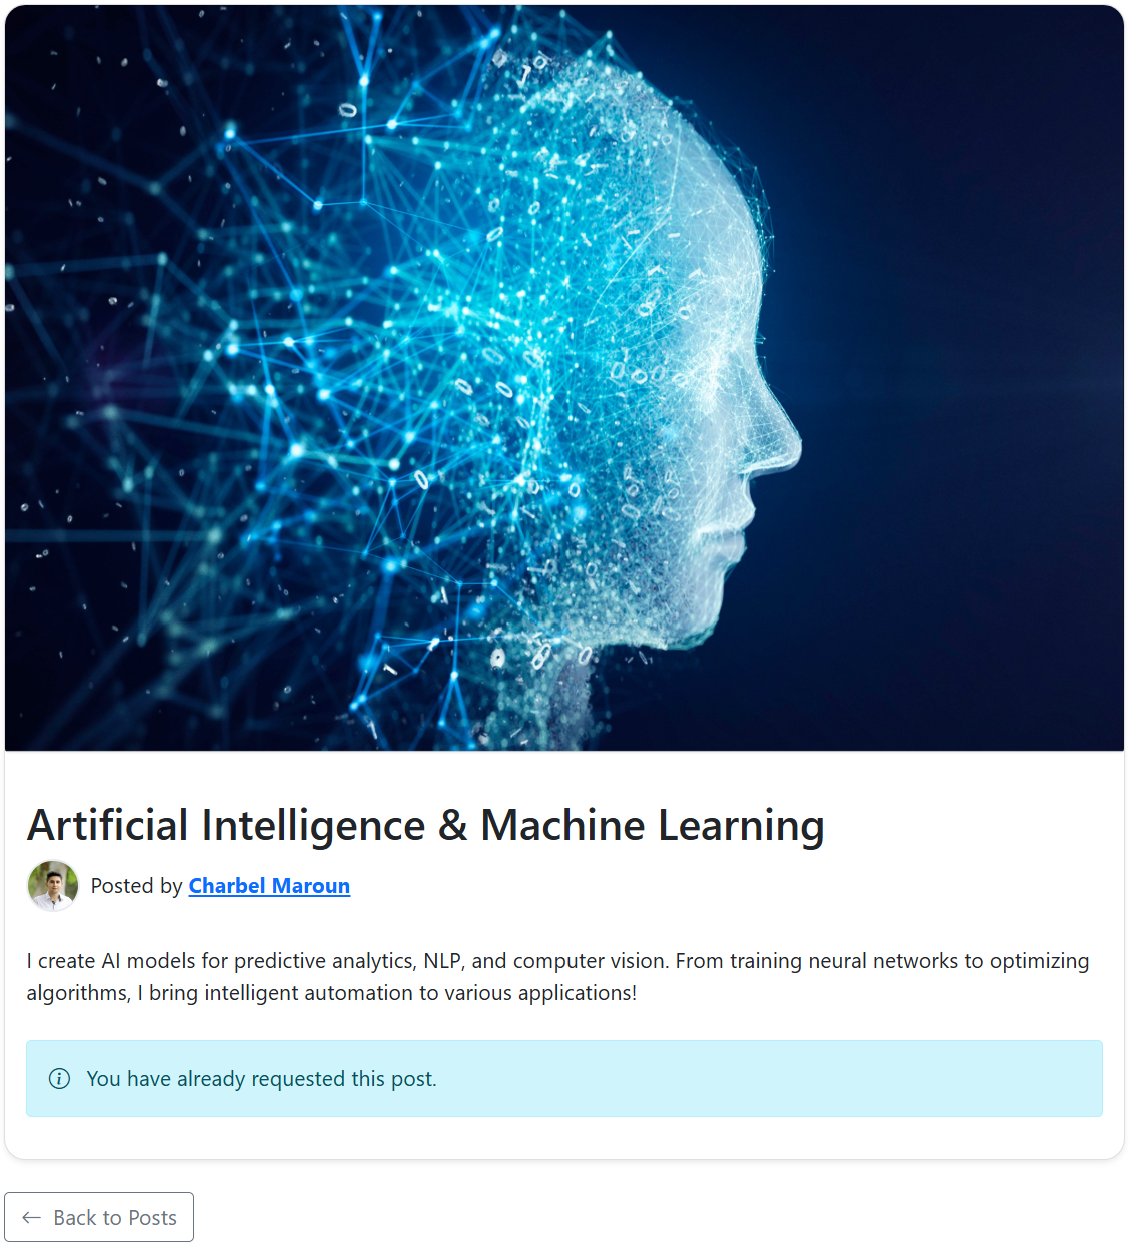 Artificial Intelligence & Machine Learning
Posted by Charbel Maroun
I create AI models for predictive analytics, NLP, and computer vision. From training neural networks to optimizing
algorithms, I bring intelligent automation to various applications!
You have already requested this post.
Back to Posts